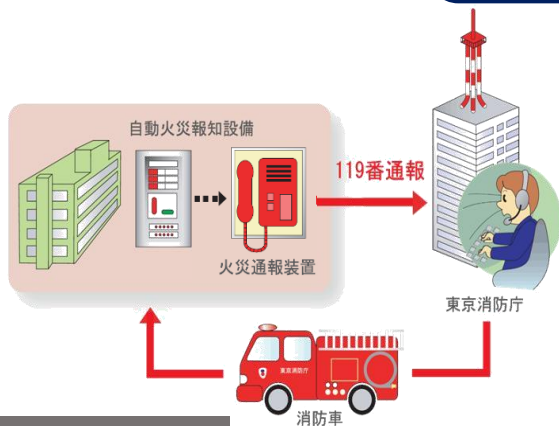 自動火災報知設備
119番通報
火災通報装置
東京消防庁
東京消防庁
消防車